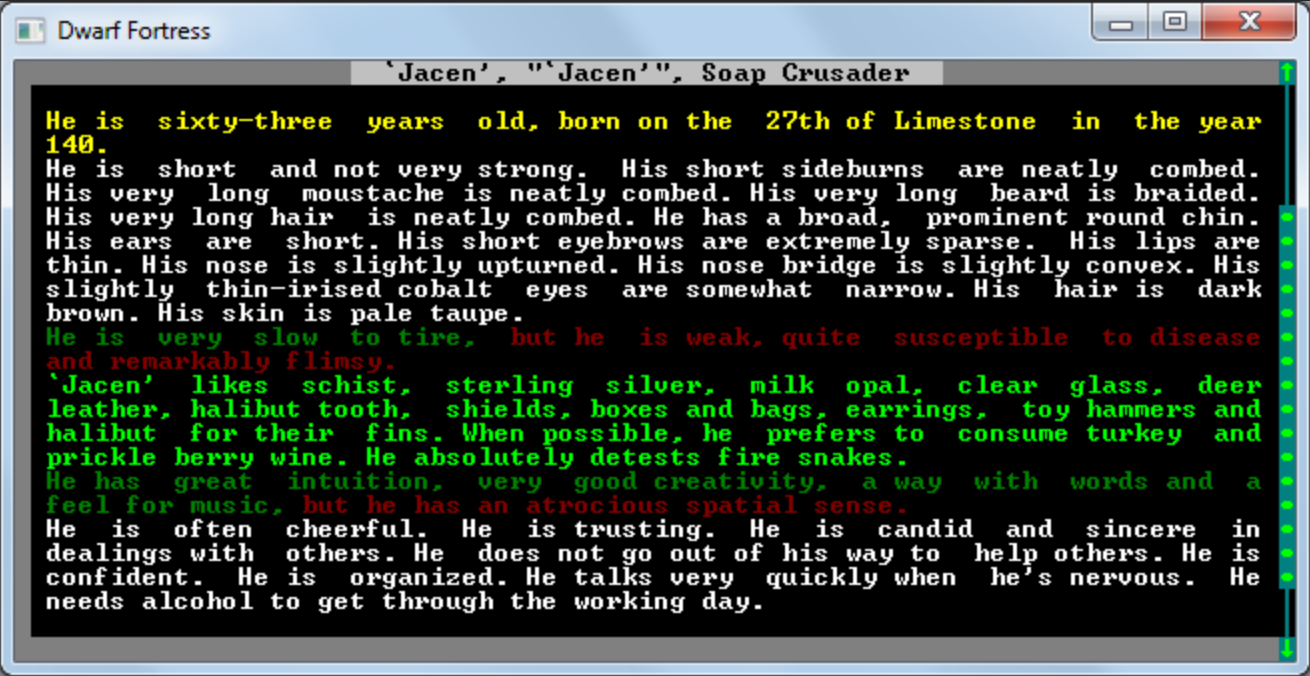 Dwarf Fortress
`Jacen', "`Jacen'", Soap Crusader
He is sixty-three years old, born on the 27th of Limestone in the year
140.
He is short and not very strong. His short sideburns are neatly combed.
His very long moustache is neatly combed. His very long beard is braided.
His very long hair is neatly combed. He has a broad, prominent round chin.
His ears are short. His short eyebrows are extremely sparse. His lips are
thin. His nose is slightly upturned. His nose bridge is slightly convex. His
slightly thin-irised cobalt eyes are somewhat narrow. His hair is dark
brown. His skin is pale taupe.
He is very slow to tire, but he is weak, quite susceptible to disease
and remarkably flimsy.
`Jacen' likes schist, sterling silver, milk opal, clear glass, deer
leather, halibut tooth, shields, boxes and bags, earrings, toy hammers and
halibut for their fins. When possible, he prefers to consume turkey and
prickle berry wine. He absolutely detests fire snakes.
He has great intuition, very good creativity, a way with words and a
feel for music, but he has an atrocious spatial sense.
He is often cheerful. He is trusting. He is candid and sincere in
dealings with others. He does not go out of his way to help others. He is
confident. He is organized. He talks very quickly when he's nervous. He
needs alcohol to get through the working day.